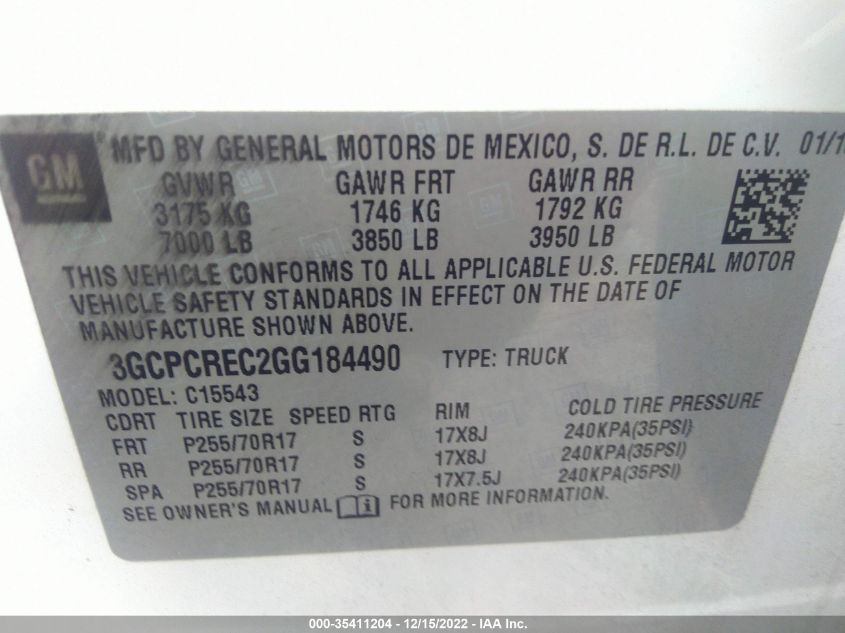 GM ® MFD BY GENERAL MOTORS DE MEXICO, S. DE R.L. DE C.V. 01/1
GVWR GAWR FRT GAWR RR
3175 KG 1746 KG 1792 KG
7000 LB 3850 LB 3950 LB
THIS VEHICLE CONFORMS TO ALL APPLICABLE U.S. FEDERAL MOTOR
VEHICLE SAFETY STANDARDS IN EFFECT ON THE DATE OF
MANUFACTURE SHOWN ABOVE.
3GCPCREC2GG184490 TYPE: TRUCK
MODEL: C15543
CDRT TIRE SIZE SPEED RTG RIM COLD TIRE PRESSURE
FRT P255/70R17 S 17X8J 240KPA(35PSI)
RR P255/70R17 S 17X8J 240KPA(35PSI)
SPA P255/70R17 S 17X7.5J 240KPA(35PSI)
SEE OWNER'S MANUAL i FOR MORE INFORMATION.
000-35411204 - 12/15/2022 - IAA Inc.